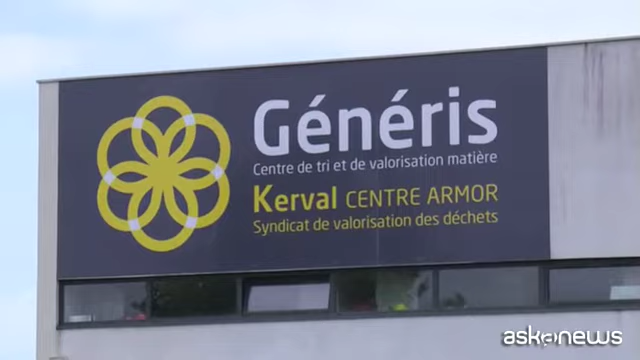 Généris
Centre de tri et de valorisation matière
Kerval CENTRE ARMOR
Syndicat de valorisation des déchets
askanews